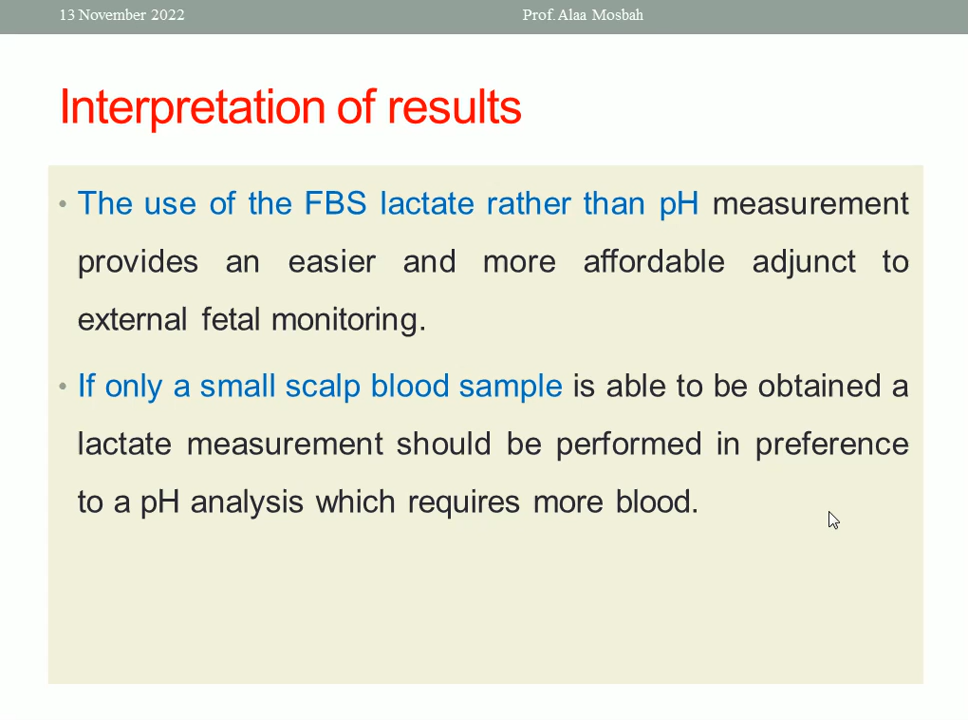 13 November 2022 Prof. Alaa Mosbah
Interpretation of results
• The use of the FBS lactate rather than pH measurement
provides an easier and more affordable adjunct to
external fetal monitoring.
• If only a small scalp blood sample is able to be obtained a
lactate measurement should be performed in preference
to a pH analysis which requires more blood.